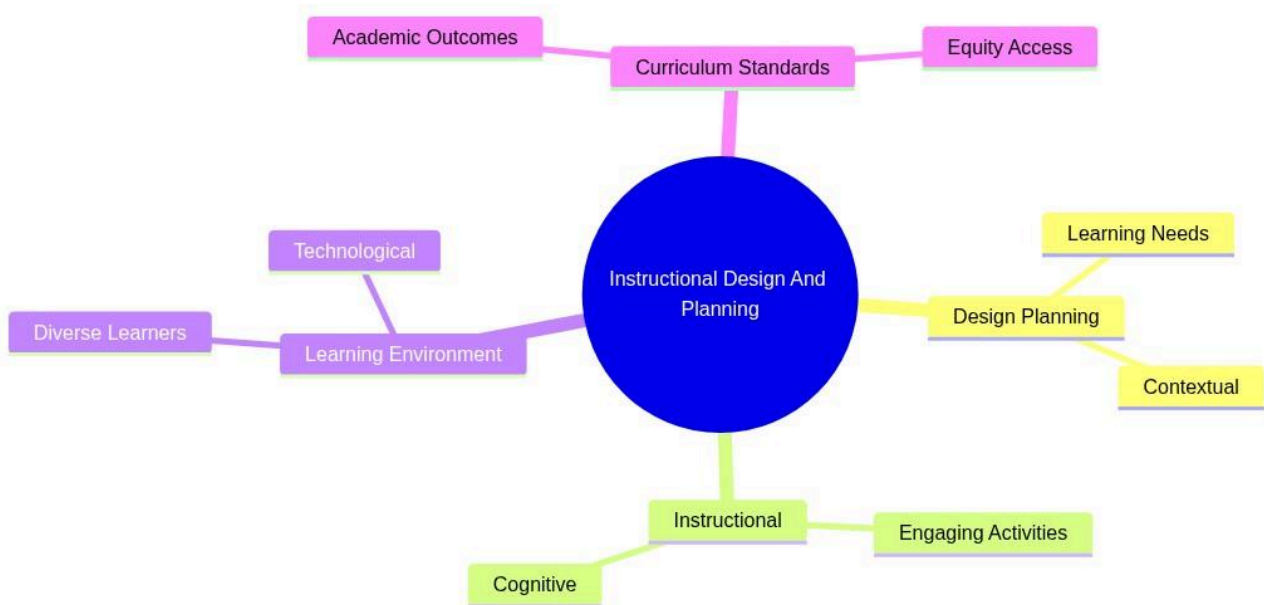 Academic Outcomes
Curriculum Standards
Equity Access
Technological
Learning Needs
Instructional Design And
Planning
Design Planning
Diverse Learners
Learning Environment
Contextual
Instructional
Engaging Activities
Cognitive